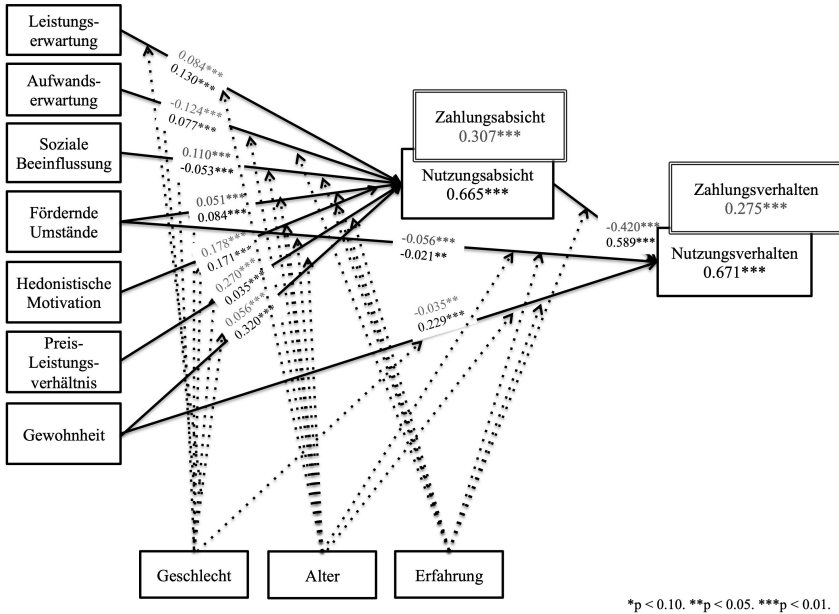 Leistungs-
erwartung
0.084***
0.130***
Aufwands-
erwartung
-0.124***
0.077***
Zahlungsabsicht
0.307***
Soziale
Beeinflussung
0.110***
-0.053***
Nutzungsabsicht
0.665***
Zahlungsverhalten
0.275***
Fördernde
Umstände
0.051***
0.084***
-0.420***
0.589***
-0.056***
-0.021**
Nutzungsverhalten
0.671***
Hedonistische
Motivation
0.178***
0.171***
0.270***
0.035***
0.056***
0.320***
-0.035**
0.229***
Preis-
Leistungs-
verhältnis
Gewohnheit
Geschlecht
Alter
Erfahrung
*p < 0.10. **p < 0.05. ***p < 0.01.